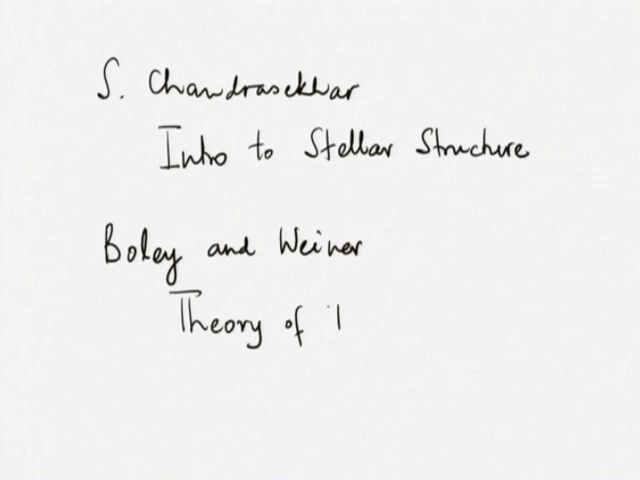 S. Chandrasekhar
Intro to Stellar Structure
Boley and Weiner
Theory of